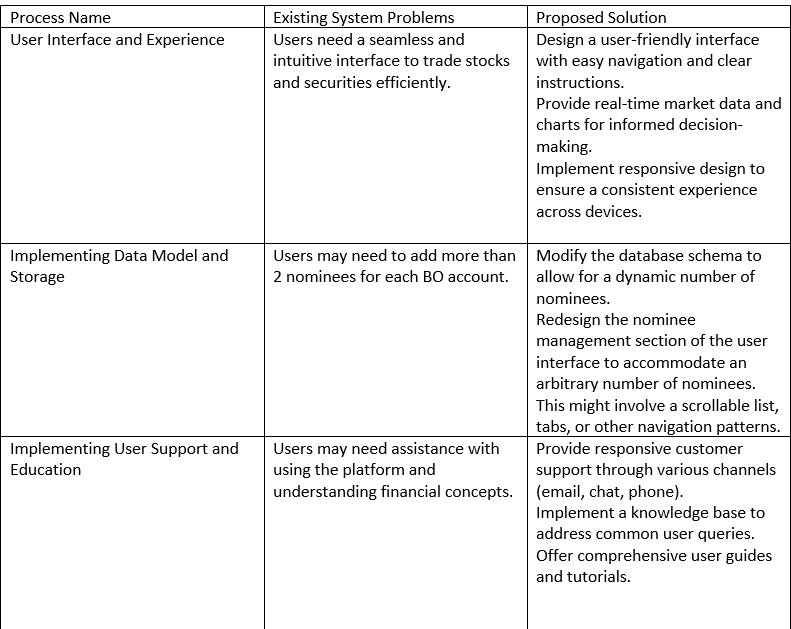 Process Name
Existing System Problems
Proposed Solution
User Interface and Experience
Users need a seamless and
intuitive interface to trade stocks
and securities efficiently.
Design a user-friendly interface
with easy navigation and clear
instructions.
Provide real-time market data and
charts for informed decision-
making.
Implement responsive design to
ensure a consistent experience
across devices.
Implementing Data Model and
Storage
Users may need to add more than
2 nominees for each BO account.
Modify the database schema to
allow for a dynamic number of
nominees.
Redesign the nominee
management section of the user
interface to accommodate an
arbitrary number of nominees.
This might involve a scrollable list,
tabs, or other navigation patterns.
Implementing User Support and
Education
Users may need assistance with
using the platform and
understanding financial concepts.
Provide responsive customer
support through various channels
(email, chat, phone).
Implement a knowledge base to
address common user queries.
Offer comprehensive user guides
and tutorials.